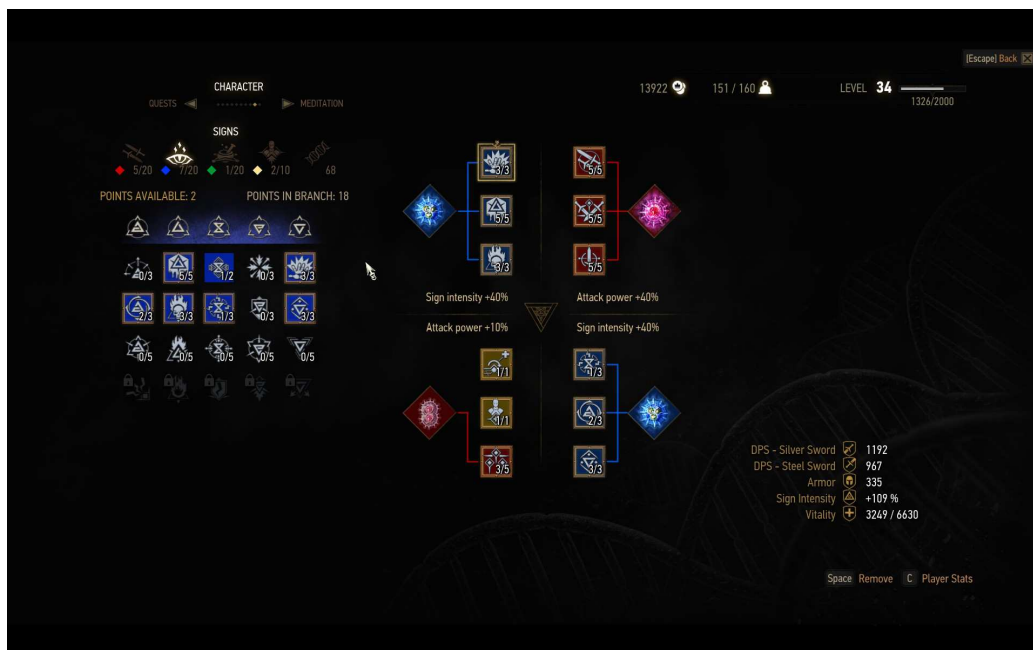 [Escape] Back
CHARACTER
QUESTS
MEDITATION
13922
151 / 160
LEVEL 34
1326/2000
SIGNS
5/20 7/20 1/20 2/10 68
POINTS AVAILABLE: 2
POINTS IN BRANCH: 18
0/3 5/5 1/2 0/3 3/3
2/3 3/3 1/3 0/3 3/3
0/5 0/5 0/5 0/5 0/5
3/3
5/5
3/3
5/5
5/5
5/5
Sign intensity +40%
Attack power +40%
Attack power +10%
Sign intensity +40%
1/1
1/1
3/5
1/3
2/3
3/3
DPS - Silver Sword 1192
DPS - Steel Sword 967
Armor 335
Sign Intensity +109 %
Vitality 3249 / 6630
Space Remove C Player Stats